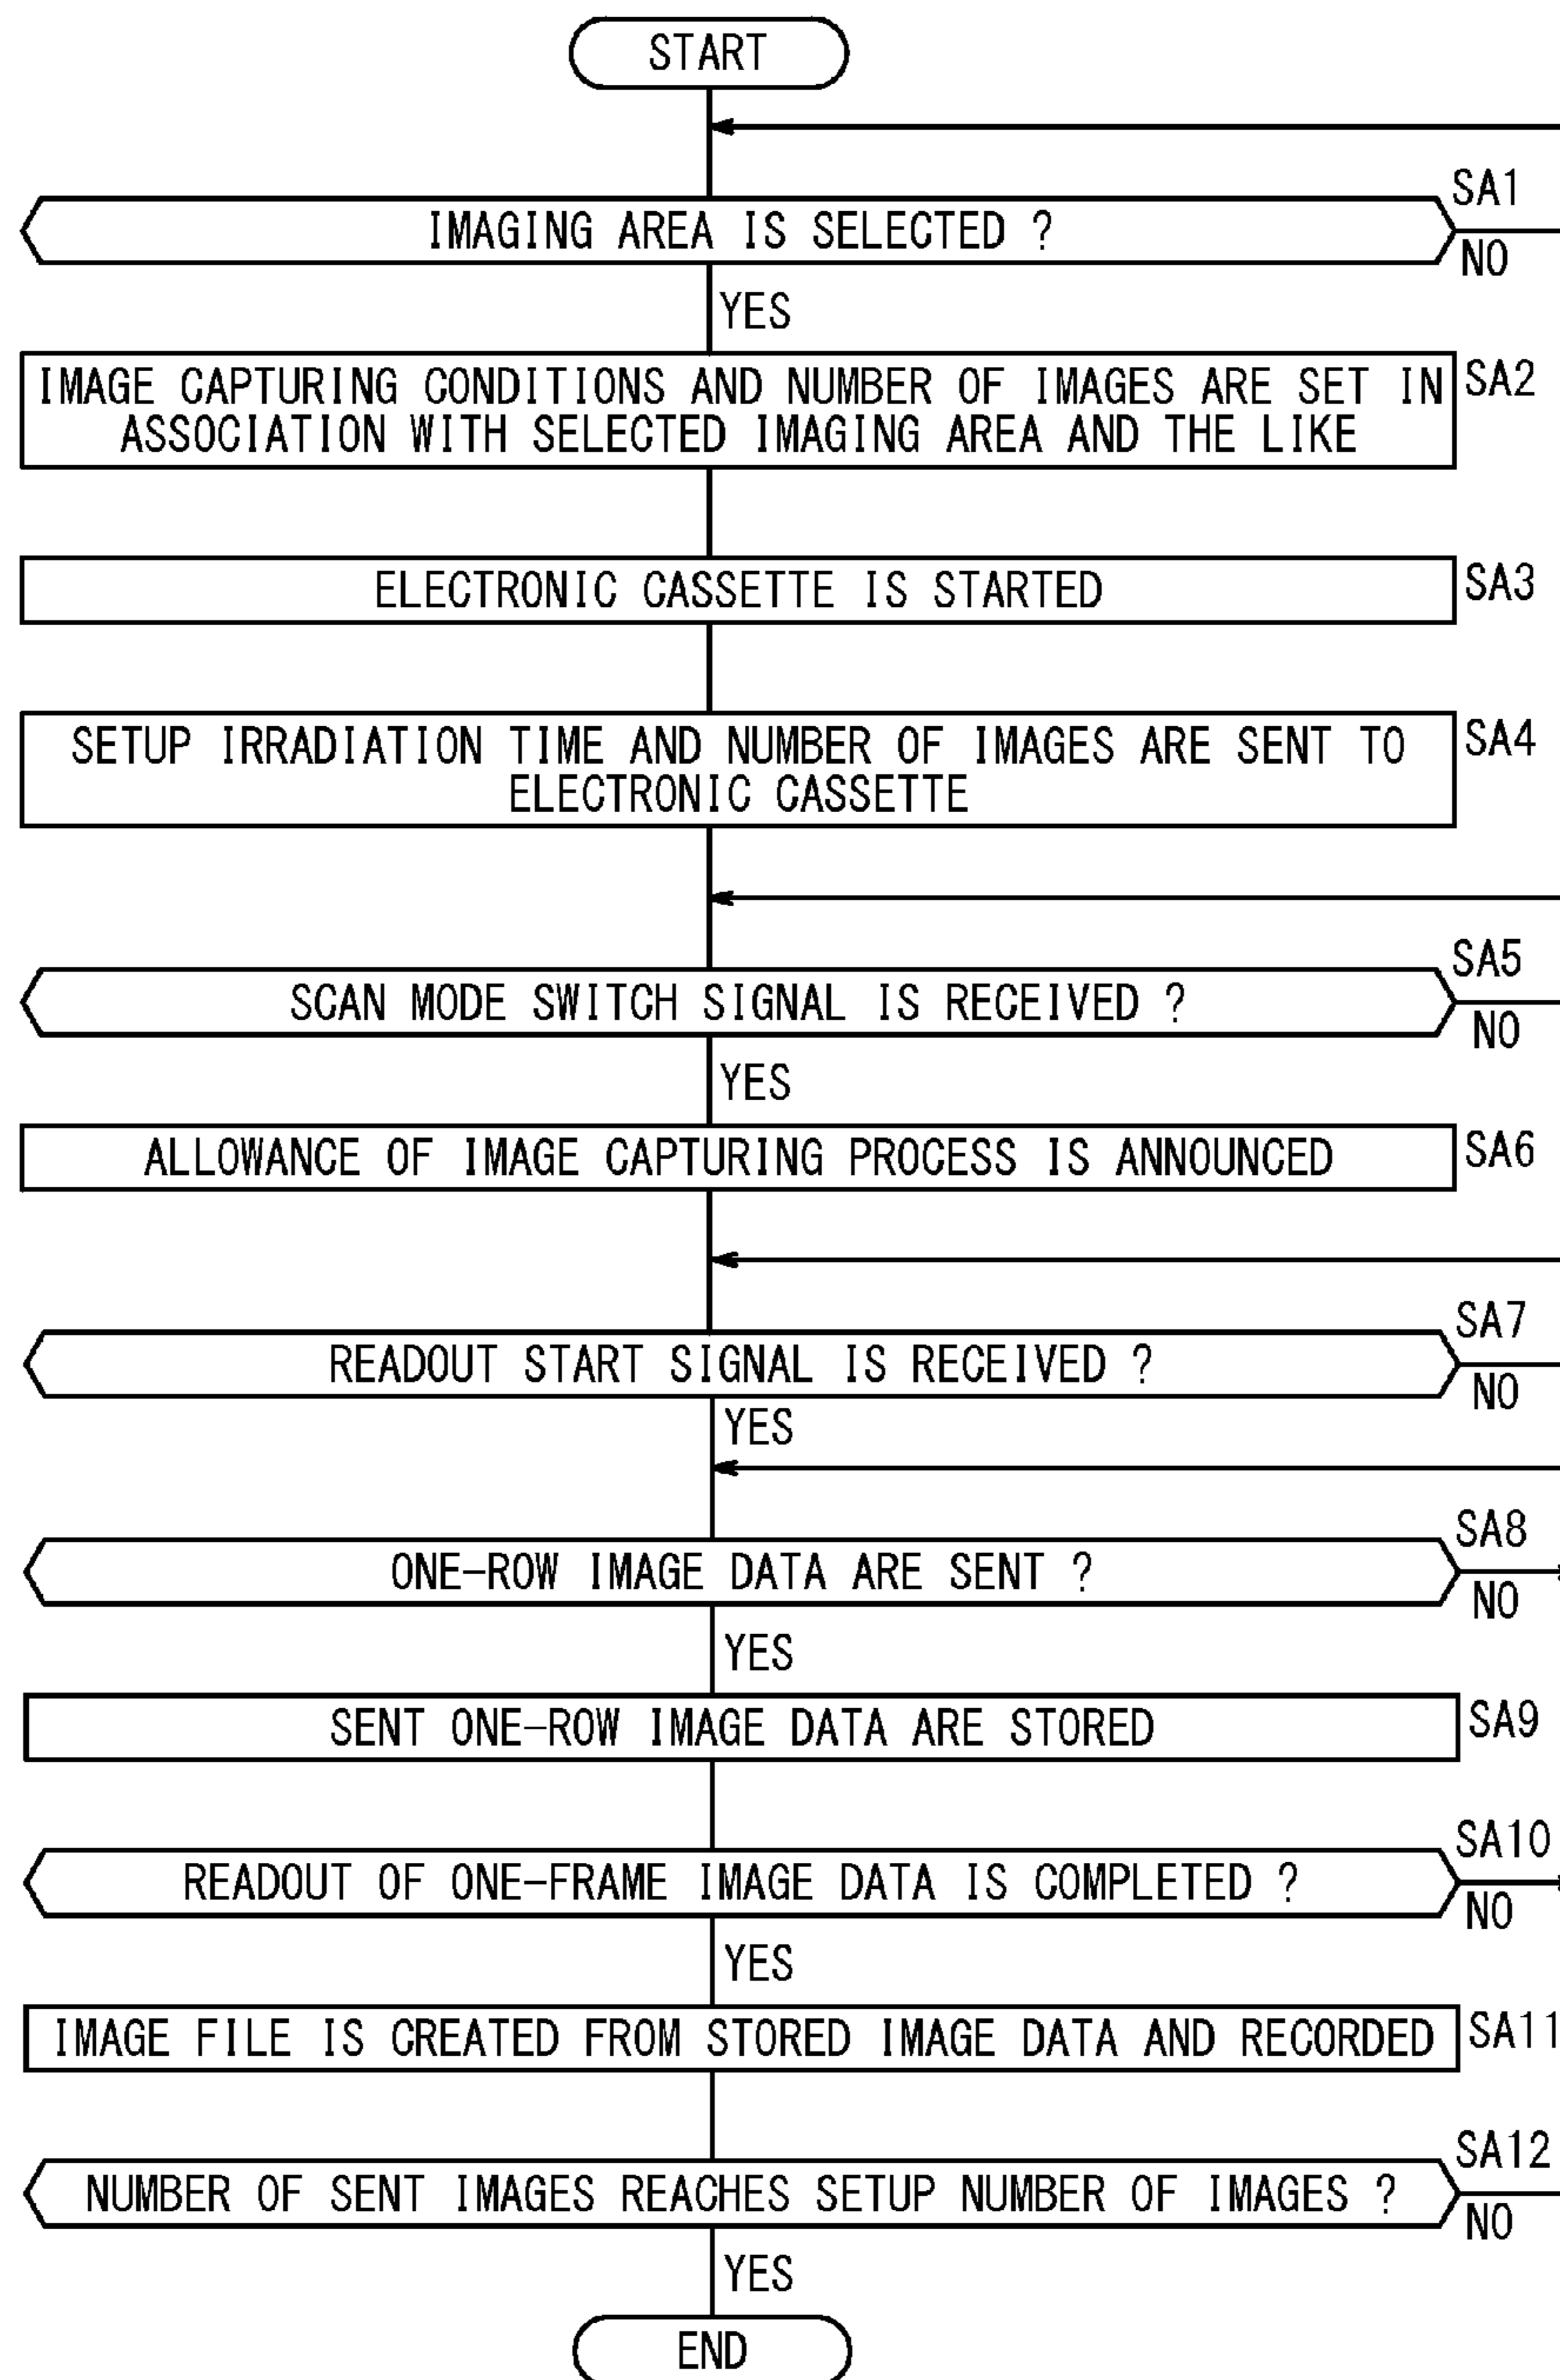 START
SA1
IMAGING AREA IS SELECTED ?
NO
YES
IMAGE CAPTURING CONDITIONS AND NUMBER OF IMAGES ARE SET IN
ASSOCIATION WITH SELECTED IMAGING AREA AND THE LIKE
SA2
ELECTRONIC CASSETTE IS STARTED
SA3
SETUP IRRADIATION TIME AND NUMBER OF IMAGES ARE SENT TO
ELECTRONIC CASSETTE
SA4
SA5
SCAN MODE SWITCH SIGNAL IS RECEIVED ?
NO
YES
ALLOWANCE OF IMAGE CAPTURING PROCESS IS ANNOUNCED
SA6
SA7
READOUT START SIGNAL IS RECEIVED ?
NO
YES
SA8
ONE-ROW IMAGE DATA ARE SENT ?
NO
YES
SENT ONE-ROW IMAGE DATA ARE STORED
SA9
SA10
READOUT OF ONE-FRAME IMAGE DATA IS COMPLETED ?
NO
YES
IMAGE FILE IS CREATED FROM STORED IMAGE DATA AND RECORDED
SA11
SA12
NUMBER OF SENT IMAGES REACHES SETUP NUMBER OF IMAGES ?
NO
YES
END